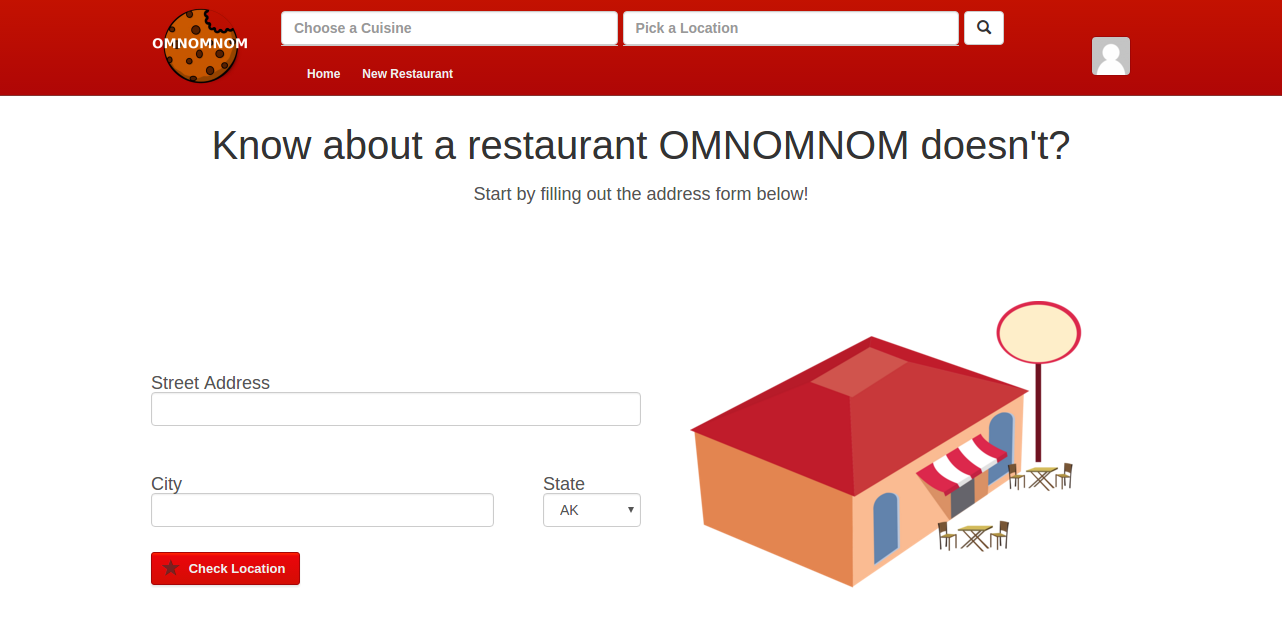 OMNOMNOM
Choose a Cuisine
Pick a Location
Home
New Restaurant
Know about a restaurant OMNOMNOM doesn't?
Start by filling out the address form below!
Street Address
City
State
AK
Check Location